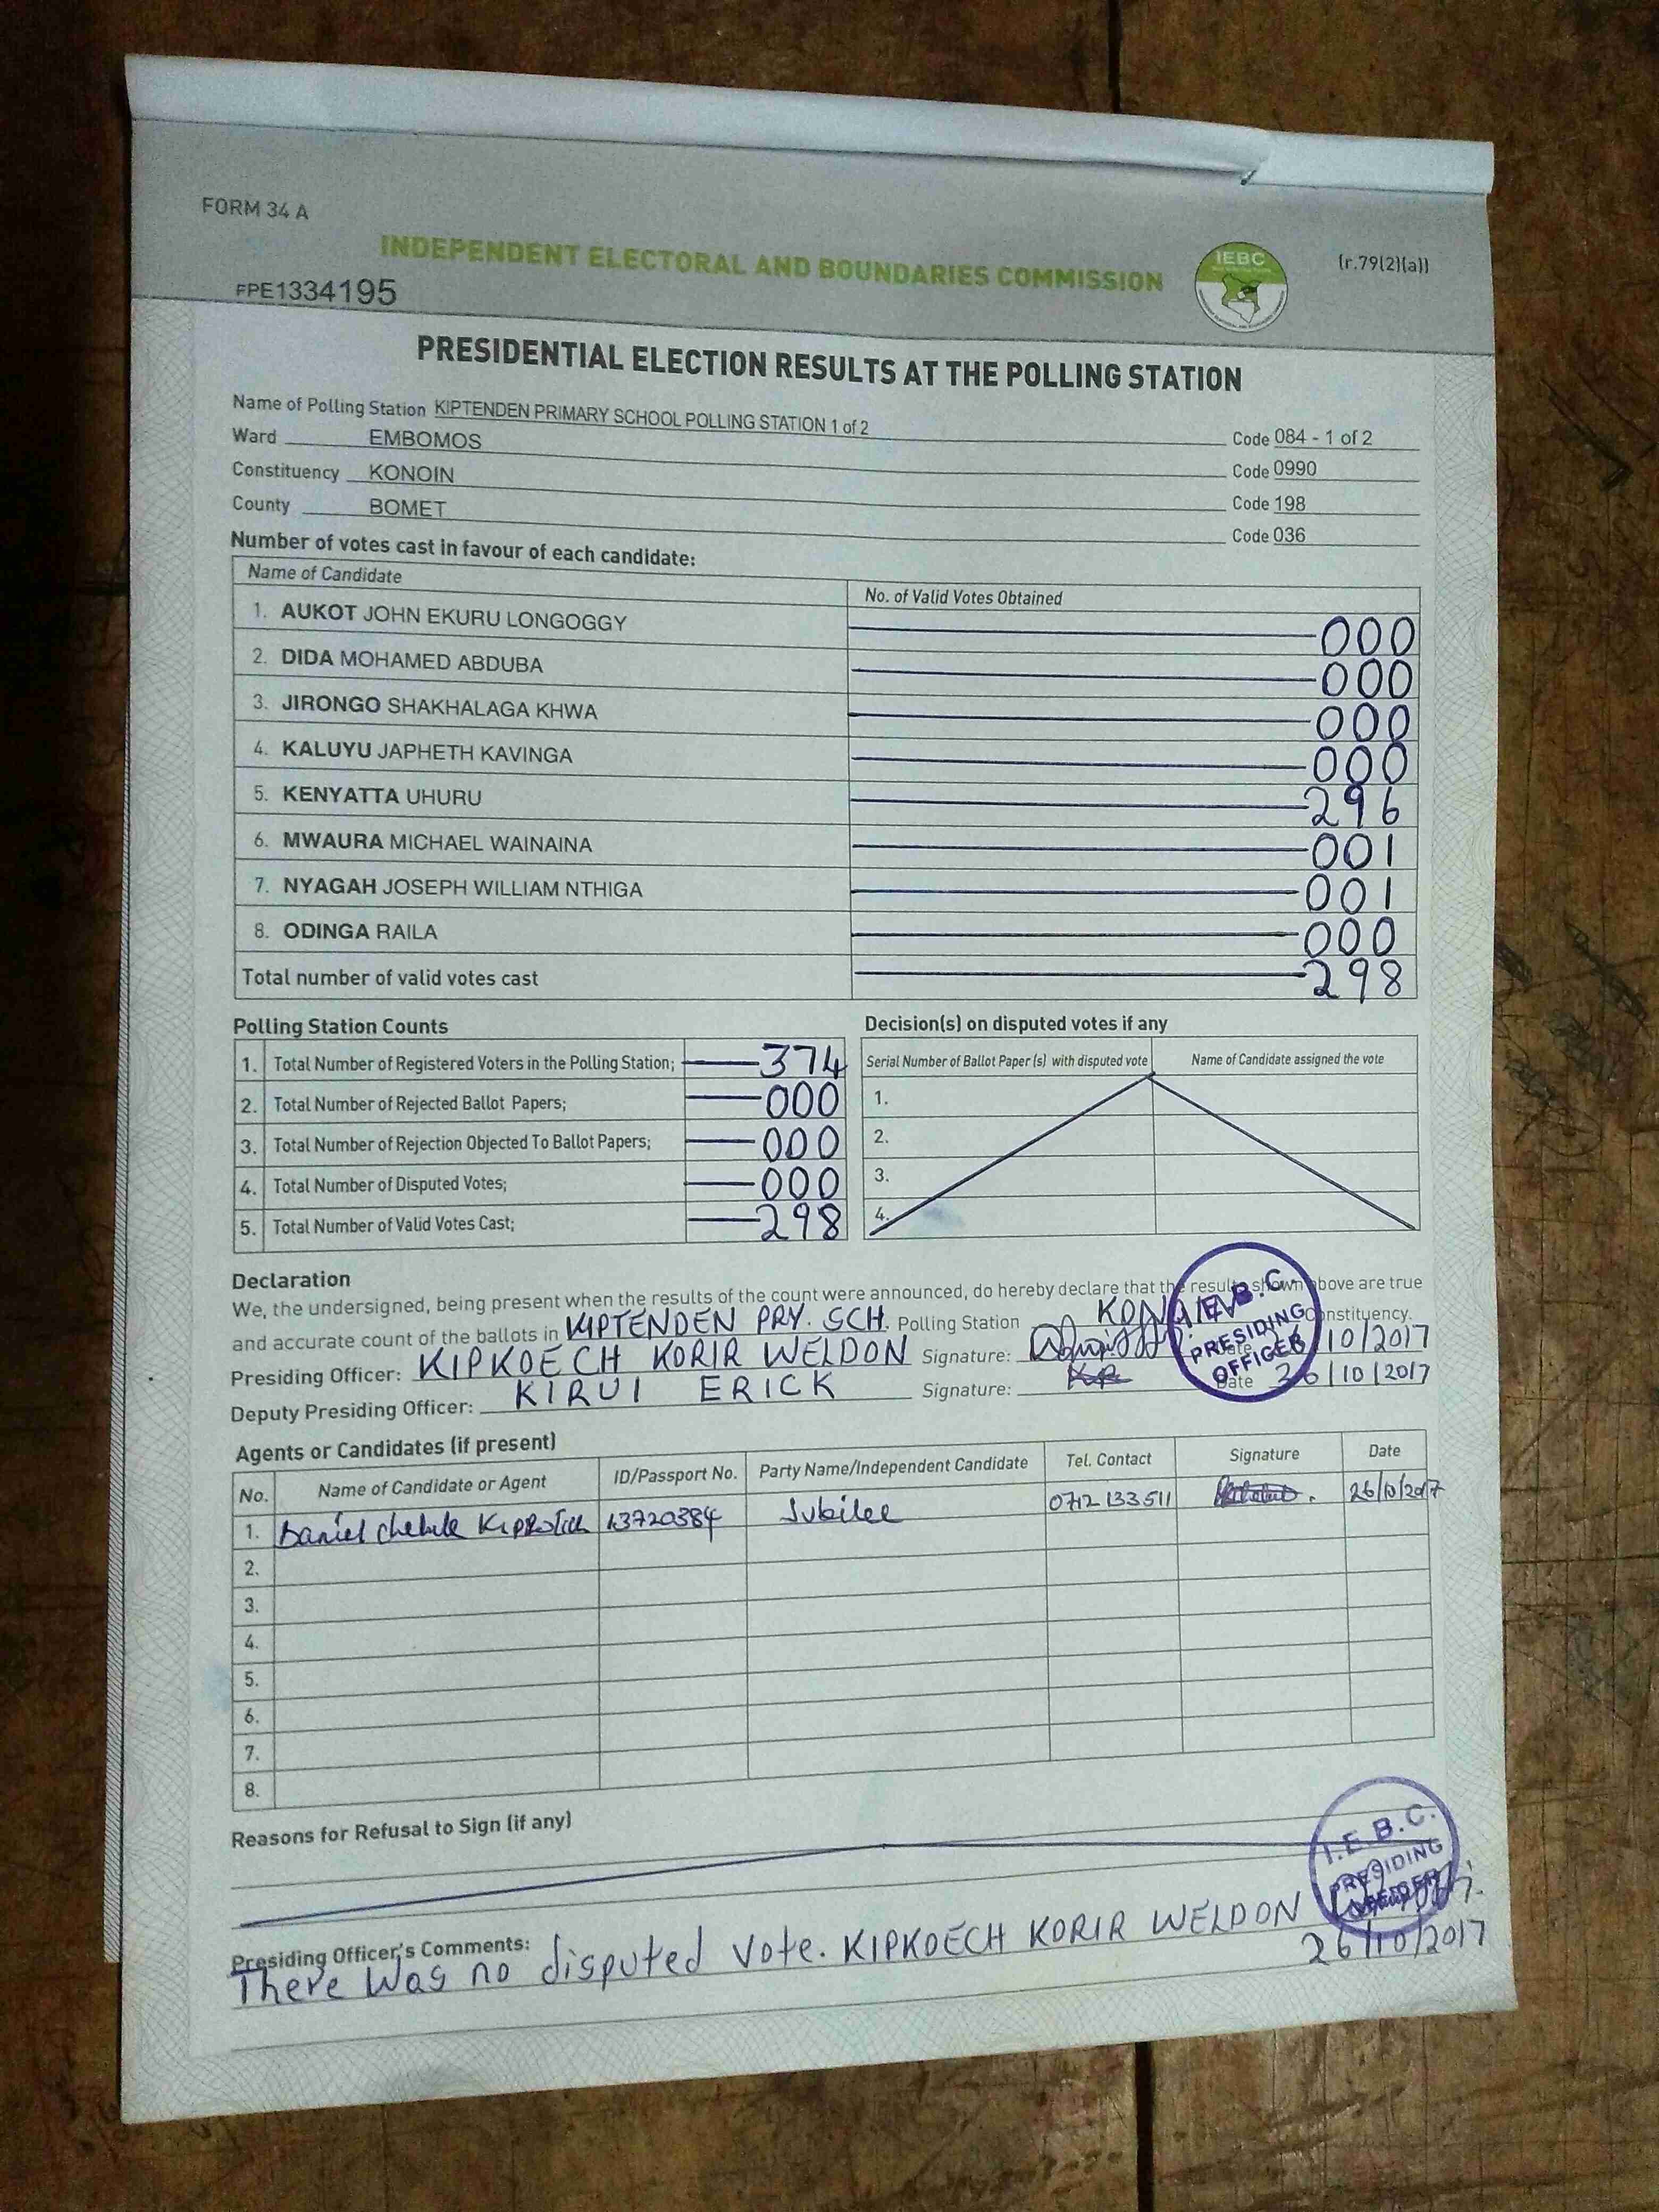 FORM 34 A
INDEPENDENT ELECTORAL AND BOUNDARIES COMMISSION
IEBC
(r.79(2)(a))
FPE1334195
PRESIDENTIAL ELECTION RESULTS AT THE POLLING STATION
Name of Polling Station KIPTENDEN PRIMARY SCHOOL POLLING STATION 1 of 2 Code 084 - 1 of 2
Ward EMBOMOS Code 0990
Constituency KONOIN Code 198
County BOMET Code 036
Number of votes cast in favour of each candidate:
Name of Candidate No. of Valid Votes Obtained
1. AUKOT JOHN EKURU LONGOGGY 000
2. DIDA MOHAMED ABDUBA 000
3. JIRONGO SHAKHALAGA KHWA 000
4. KALUYU JAPHETH KAVINGA 000
5. KENYATTA UHURU 296
6. MWAURA MICHAEL WAINAINA 001
7. NYAGAH JOSEPH WILLIAM NTHIGA 001
8. ODINGA RAILA 000
Total number of valid votes cast 298
Polling Station Counts
1. Total Number of Registered Voters in the Polling Station; 374
2. Total Number of Rejected Ballot Papers; 000
3. Total Number of Rejection Objected To Ballot Papers; 000
4. Total Number of Disputed Votes; 000
5. Total Number of Valid Votes Cast; 298
Decision(s) on disputed votes if any
Serial Number of Ballot Paper (s) with disputed vote Name of Candidate assigned the vote
1.
2.
3.
4.
Declaration
We, the undersigned, being present when the results of the count were announced, do hereby declare that the results shown above are true
and accurate count of the ballots in KIPTENDEN PRY. SCH. Polling Station Constituency.
Presiding Officer: KIPKOECH KORIR WELDON Signature: Date 26/10/2017
Deputy Presiding Officer: KIRUI ERICK Signature: Date 26/10/2017
I.E.B.C.
PRESIDING
OFFICER
Agents or Candidates (if present)
No. Name of Candidate or Agent ID/Passport No. Party Name/Independent Candidate Tel. Contact Signature Date
1. Daniel 13720384 Jubilee 0712 133511 26/10/2017
2.
3.
4.
5.
6.
7.
8.
Reasons for Refusal to Sign (if any)
I.E.B.C.
PRESIDING
OFFICER
Presiding Officer's Comments:
There was no disputed vote. KIPKOECH KORIR WELDON
26/10/2017